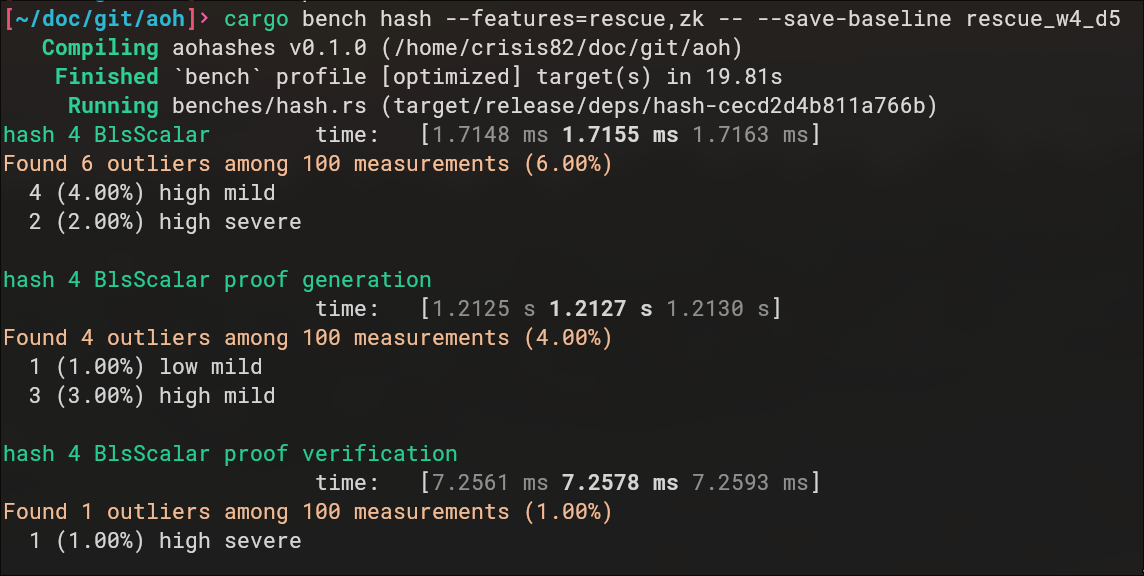 [~/doc/git/aoh]> cargo bench hash --features=rescue,zk -- --save-baseline rescue_w4_d5
Compiling aohashes v0.1.0 (/home/crisis82/doc/git/aoh)
Finished `bench` profile [optimized] target(s) in 19.81s
Running benches/hash.rs (target/release/deps/hash-cecd2d4b811a766b)
hash 4 BlsScalar time: [1.7148 ms 1.7155 ms 1.7163 ms]
Found 6 outliers among 100 measurements (6.00%)
4 (4.00%) high mild
2 (2.00%) high severe
hash 4 BlsScalar proof generation
time: [1.2125 s 1.2127 s 1.2130 s]
Found 4 outliers among 100 measurements (4.00%)
1 (1.00%) low mild
3 (3.00%) high mild
hash 4 BlsScalar proof verification
time: [7.2561 ms 7.2578 ms 7.2593 ms]
Found 1 outliers among 100 measurements (1.00%)
1 (1.00%) high severe